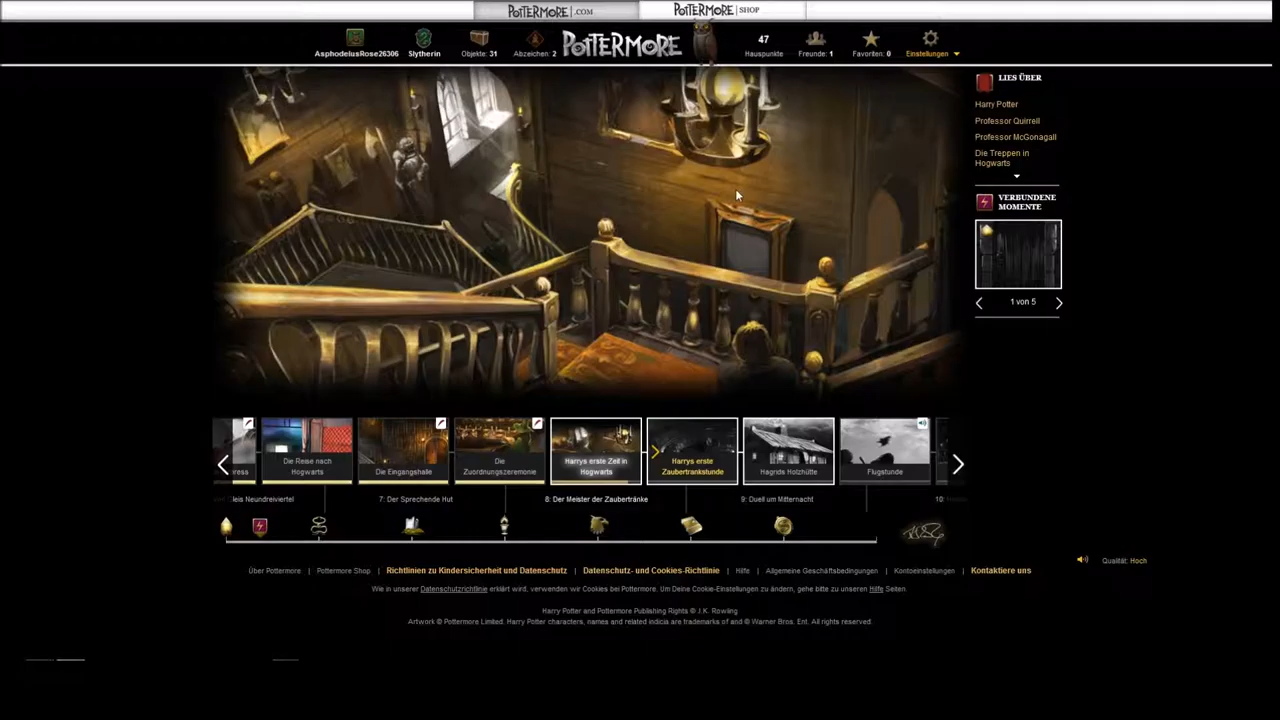 POTTERMORE .COM
POTTERMORE SHOP
AsphodelusRose26306
Slytherin
Objekte: 31
Abzeichen: 2
POTTERMORE
47
Hauspunkte
Freunde: 1
Favoriten: 0
Einstellungen
LIES ÜBER
Harry Potter
Professor Quirrell
Professor McGonagall
Die Treppen in
Hogwarts
VERBUNDENE
MOMENTE
1 von 5
Die Reise nach
Hogwarts
Die Eingangshalle
Die
Zuordnungszeremonie
Harrys erste Zeit in
Hogwarts
Harrys erste
Zaubertrankstunde
Hagrids Holzhütte
Flugstunde
leis Neundreiviertel
7: Der Sprechende Hut
8: Der Meister der Zaubertränke
9: Duell um Mitternacht
10:
Qualität: Hoch
Über Pottermore | Pottermore Shop | Richtlinien zu Kindersicherheit und Datenschutz | Datenschutz- und Cookies-Richtlinie | Hilfe | Allgemeine Geschäftsbedingungen | Kontoeinstellungen | Kontaktiere uns
Wie in unserer Datenschutzrichtlinie erklärt wird, verwenden wir Cookies bei Pottermore. Um Deine Cookie-Einstellungen zu ändern, gehe bitte zu unseren Hilfe Seiten.
Harry Potter and Pottermore Publishing Rights © J.K. Rowling
Artwork © Pottermore Limited. Harry Potter characters, names and related indicia are trademarks of and © Warner Bros. Ent. All rights reserved.